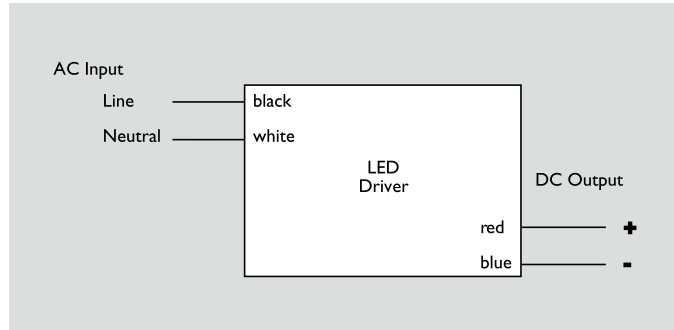 AC Input
Line
black
Neutral
white
LED
Driver
DC Output
red
+
blue
-